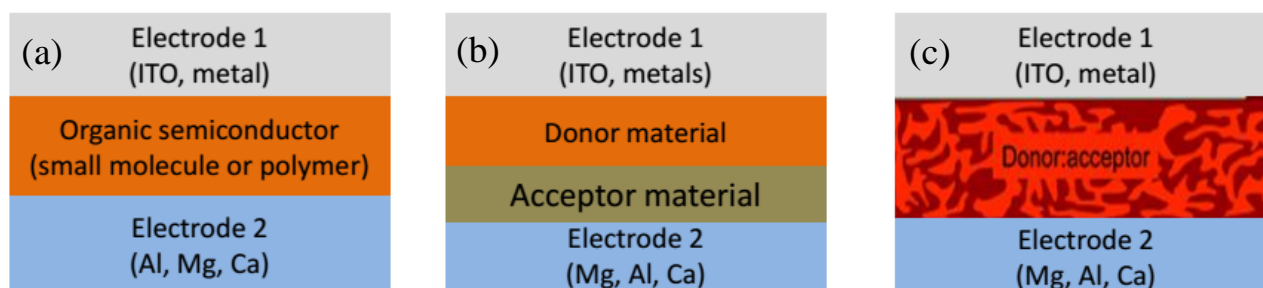 (a)
Electrode 1
(ITO, metal)
Organic semiconductor
(small molecule or polymer)
Electrode 2
(Al, Mg, Ca)
(b)
Electrode 1
(ITO, metals)
Donor material
Acceptor material
Electrode 2
(Mg, Al, Ca)
(c)
Electrode 1
(ITO, metal)
Donor:acceptor
Electrode 2
(Mg, Al, Ca)